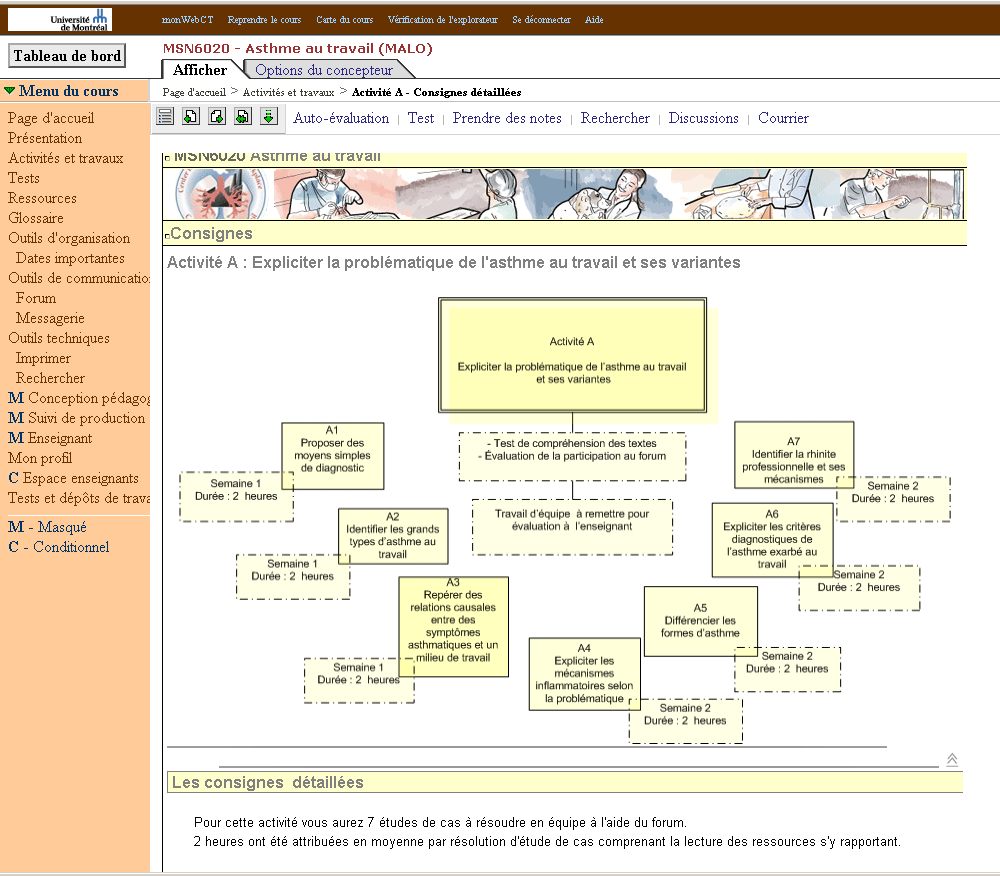 Université
de Montréal
monWebCT Reprendre le cours Carte du cours Vérification de l'explorateur Se déconnecter Aide
Tableau de bord
MSN6020 - Asthme au travail (MALO)
Afficher Options du concepteur
Menu du cours
Page d'accueil > Activités et travaux > Activité A - Consignes détaillées
Auto-évaluation | Test | Prendre des notes | Rechercher | Discussions | Courrier
Page d'accueil
Présentation
Activités et travaux
Tests
Ressources
Glossaire
Outils d'organisation
Dates importantes
Outils de communicatio
Forum
Messagerie
Outils techniques
Imprimer
Rechercher
M Conception pédagog
M Suivi de production
M Enseignant
Mon profil
C Espace enseignants
Tests et dépôts de trava
M - Masqué
C - Conditionnel
MSN6020 Asthme au travail
Consignes
Activité A : Expliciter la problématique de l'asthme au travail et ses variantes
Activité A
Expliciter la problématique de l'asthme au travail
et ses variantes
- Test de compréhension des textes
- Évaluation de la participation au forum
Travail d'équipe à remettre pour
évaluation à l'enseignant
A1
Proposer des
moyens simples
de diagnostic
Semaine 1
Durée : 2 heures
A2
Identifier les grands
types d'asthme au
travail
Semaine 1
Durée : 2 heures
A3
Repérer des
relations causales
entre des
symptômes
asthmatiques et un
milieu de travail
Semaine 1
Durée : 2 heures
A4
Expliciter les
mécanismes
inflammatoires selon
la problématique
Semaine 2
Durée : 2 heures
A5
Différencier les
formes d'asthme
Semaine 2
Durée : 2 heures
A6
Expliciter les critères
diagnostiques de
l'asthme exarbé au
travail
Semaine 2
Durée : 2 heures
A7
Identifier la rhinite
professionnelle et ses
mécanismes
Semaine 2
Durée : 2 heures
Les consignes détaillées
Pour cette activité vous aurez 7 études de cas à résoudre en équipe à l'aide du forum.
2 heures ont été attribuées en moyenne par résolution d'étude de cas comprenant la lecture des ressources s'y rapportant.